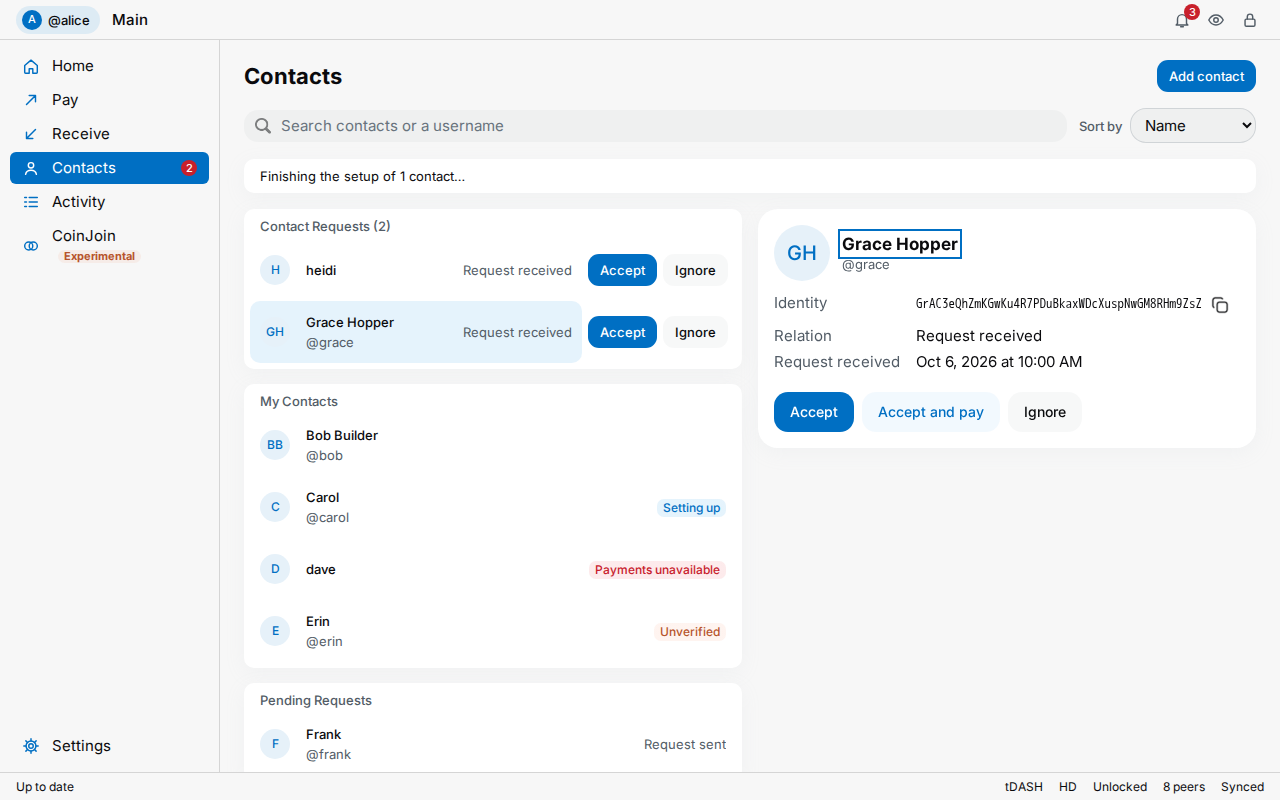 A @alice Main 3
Home
Pay
Receive
Contacts 2
Activity
CoinJoin
Experimental
Settings
Contacts
Add contact
Search contacts or a username
Sort by Name
Finishing the setup of 1 contact...
Contact Requests (2)
H heidi Request received Accept Ignore
GH Grace Hopper
@grace
Request received Accept Ignore
My Contacts
BB Bob Builder
@bob
C Carol
@carol
Setting up
D dave Payments unavailable
E Erin
@erin
Unverified
Pending Requests
F Frank
@frank
Request sent
GH Grace Hopper
@grace
Identity GrAC3eQhZmKGwKu4R7PDuBkaxWDcXuspNwGM8RHm9ZsZ
Relation Request received
Request received Oct 6, 2026 at 10:00 AM
Accept Accept and pay Ignore
Up to date tDASH HD Unlocked 8 peers Synced